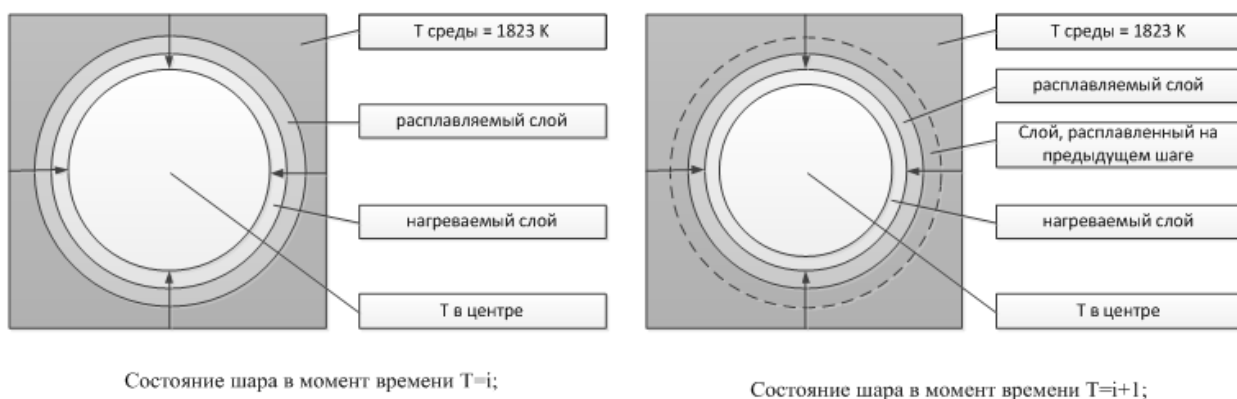 T среды = 1823 К
расплавляемый слой
нагреваемый слой
T в центре
Состояние шара в момент времени T=i;
T среды = 1823 К
расплавляемый слой
Слой, расплавленный на
предыдущем шаге
нагреваемый слой
T в центре
Состояние шара в момент времени T=i+1;